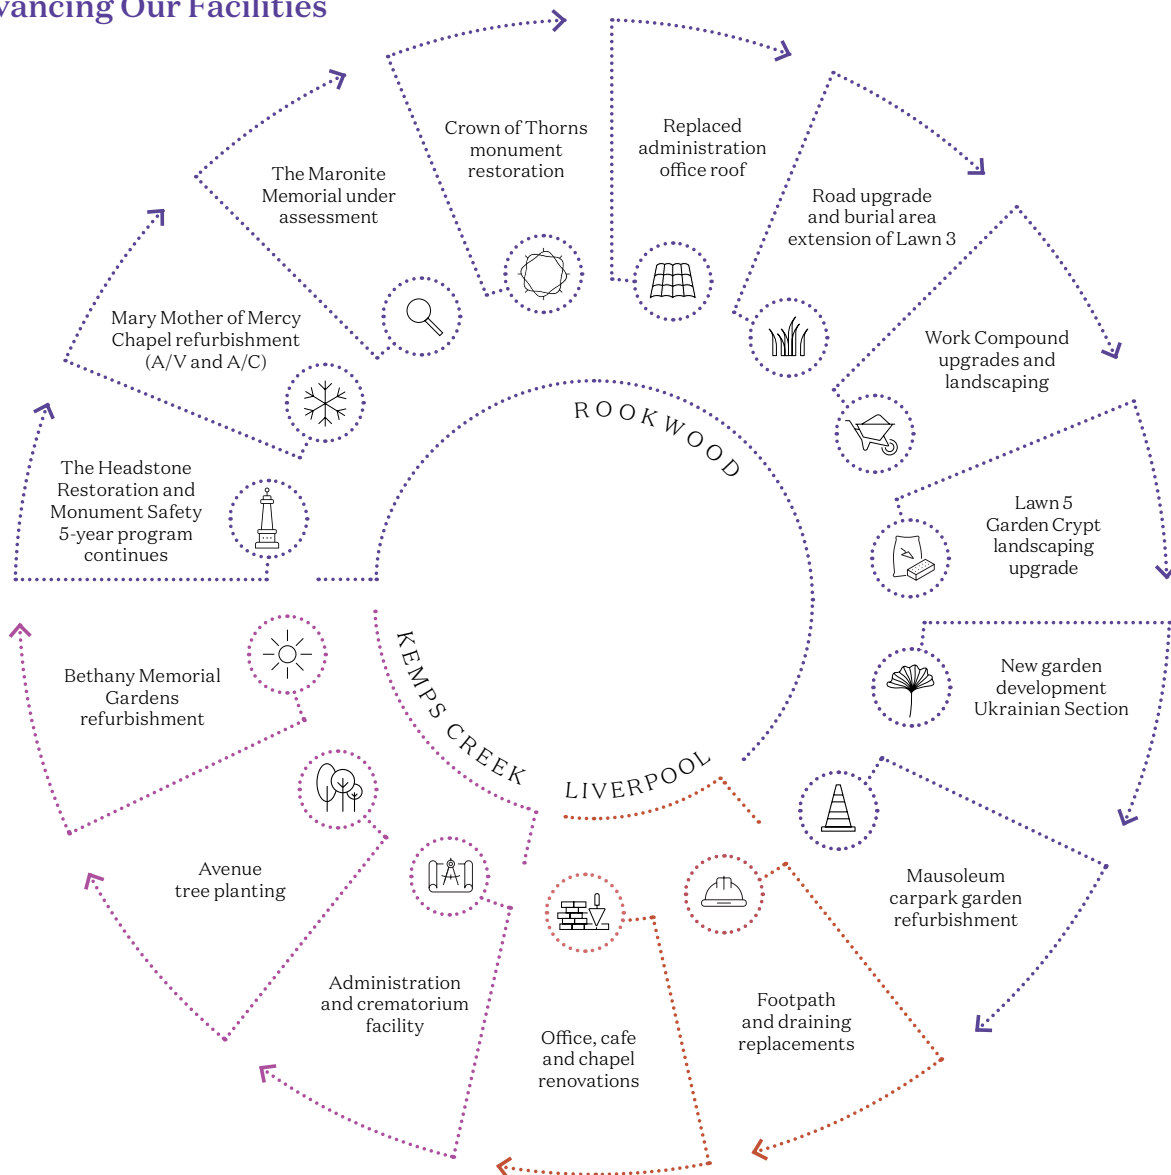 vancing Our Facilities
Crown of Thorns
monument
restoration
Replaced
administration
office roof
The Maronite
Memorial under
assessment
Road upgrade
and burial area
extension of Lawn 3
Mary Mother of Mercy
Chapel refurbishment
(A/V and A/C)
Work Compound
upgrades and
landscaping
The Headstone
Restoration and
Monument Safety
5-year program
continues
Lawn 5
Garden Crypt
landscaping
upgrade
ROOKWOOD
KEMPS CREEK
LIVERPOOL
Bethany Memorial
Gardens
refurbishment
New garden
development
Ukrainian Section
Avenue
tree planting
Mausoleum
carpark garden
refurbishment
Administration
and crematorium
facility
Office, cafe
and chapel
renovations
Footpath
and draining
replacements